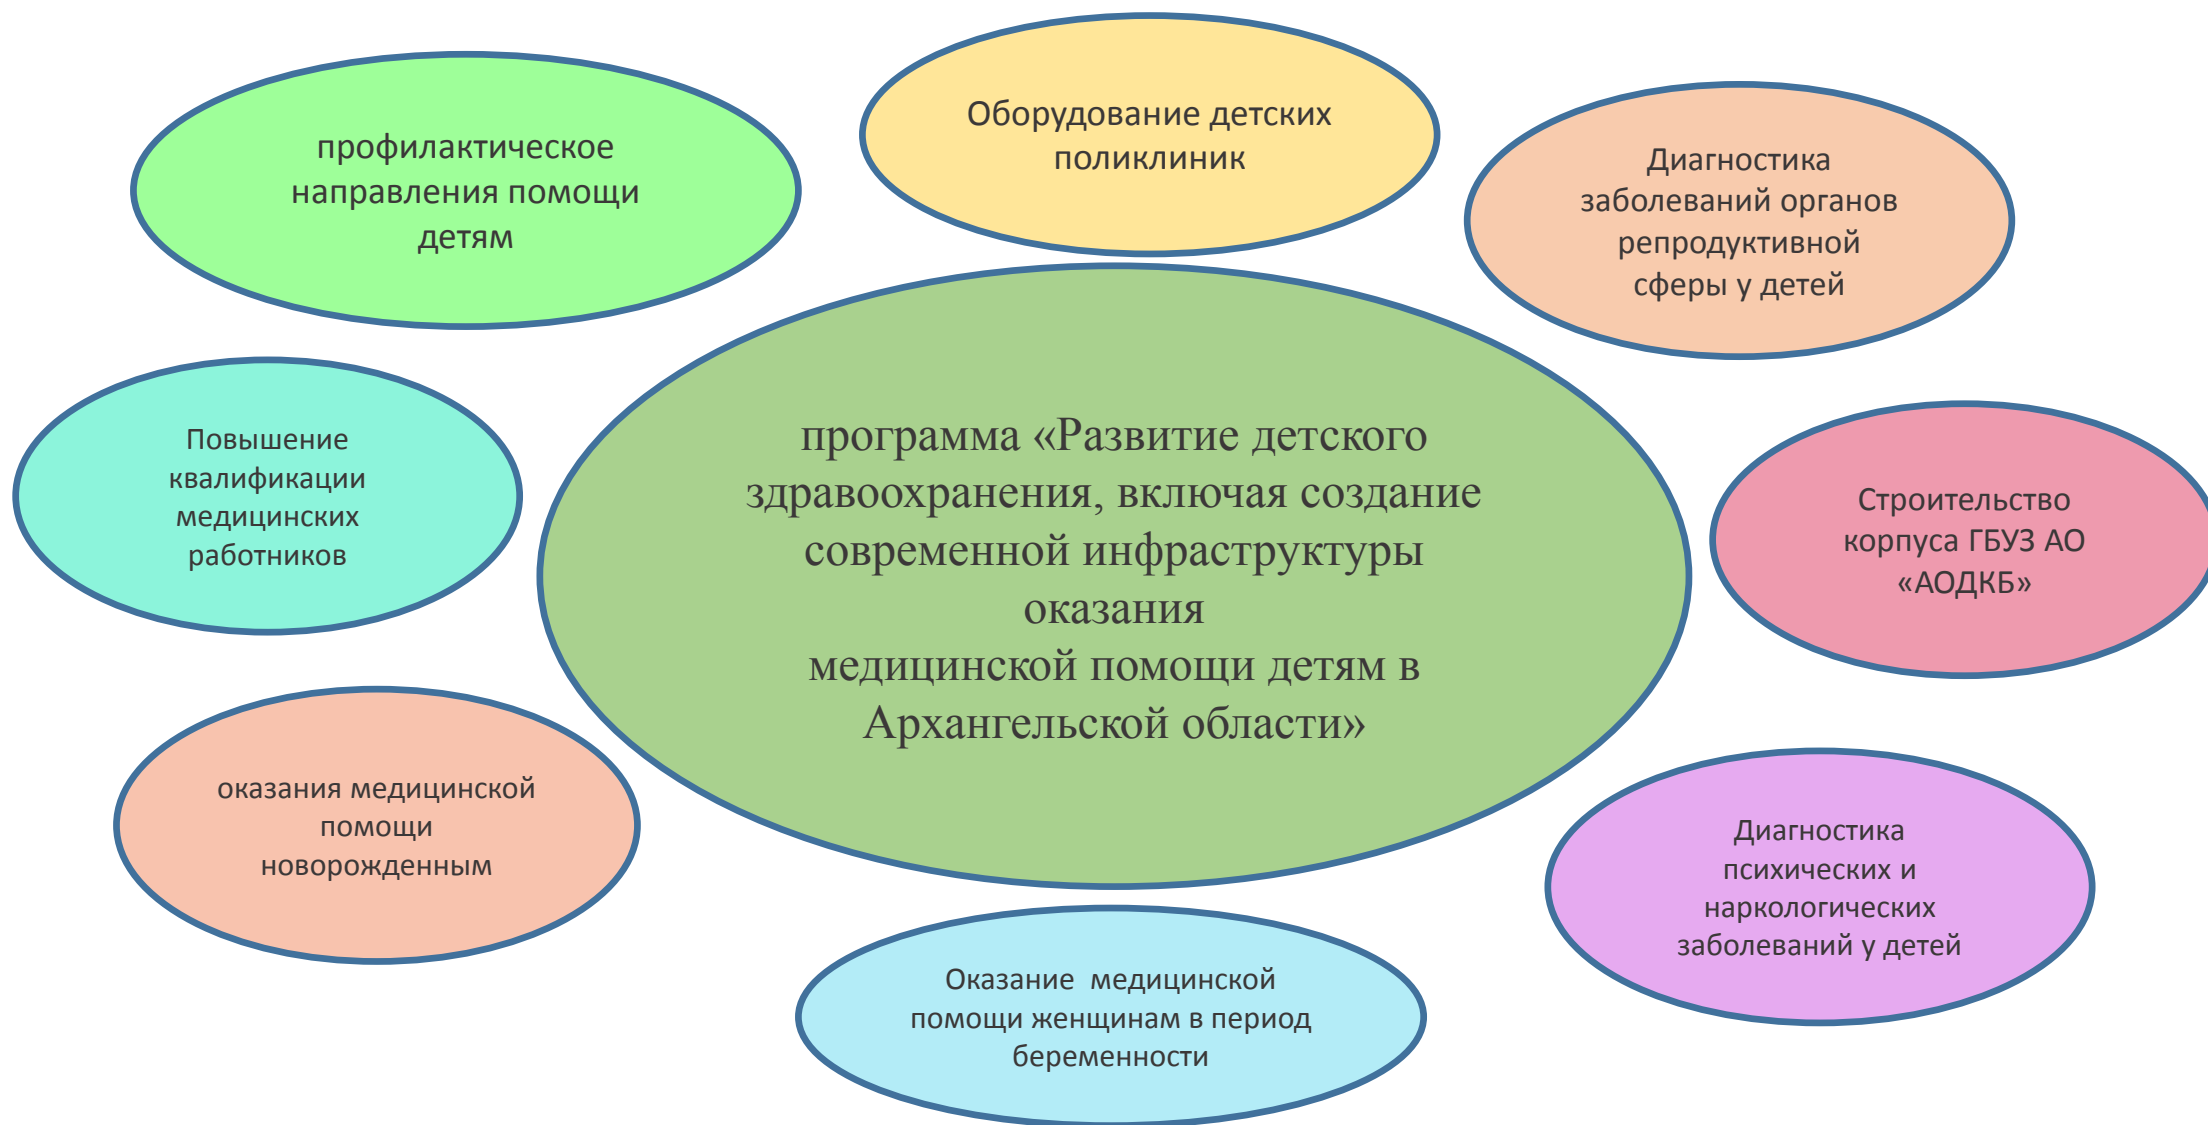 Оборудование детских
поликлиник
профилактическое
направления помощи
детям
Диагностика
заболеваний органов
репродуктивной
сферы у детей
Повышение
квалификации
медицинских
работников
программа «Развитие детского
здравоохранения, включая создание
современной инфраструктуры
оказания
медицинской помощи детям в
Архангельской области»
Строительство
корпуса ГБУЗ АО
«АОДКБ»
оказания медицинской
помощи
новорожденным
Диагностика
психических и
наркологических
заболеваний у детей
Оказание  медицинской
помощи женщинам в период
беременности